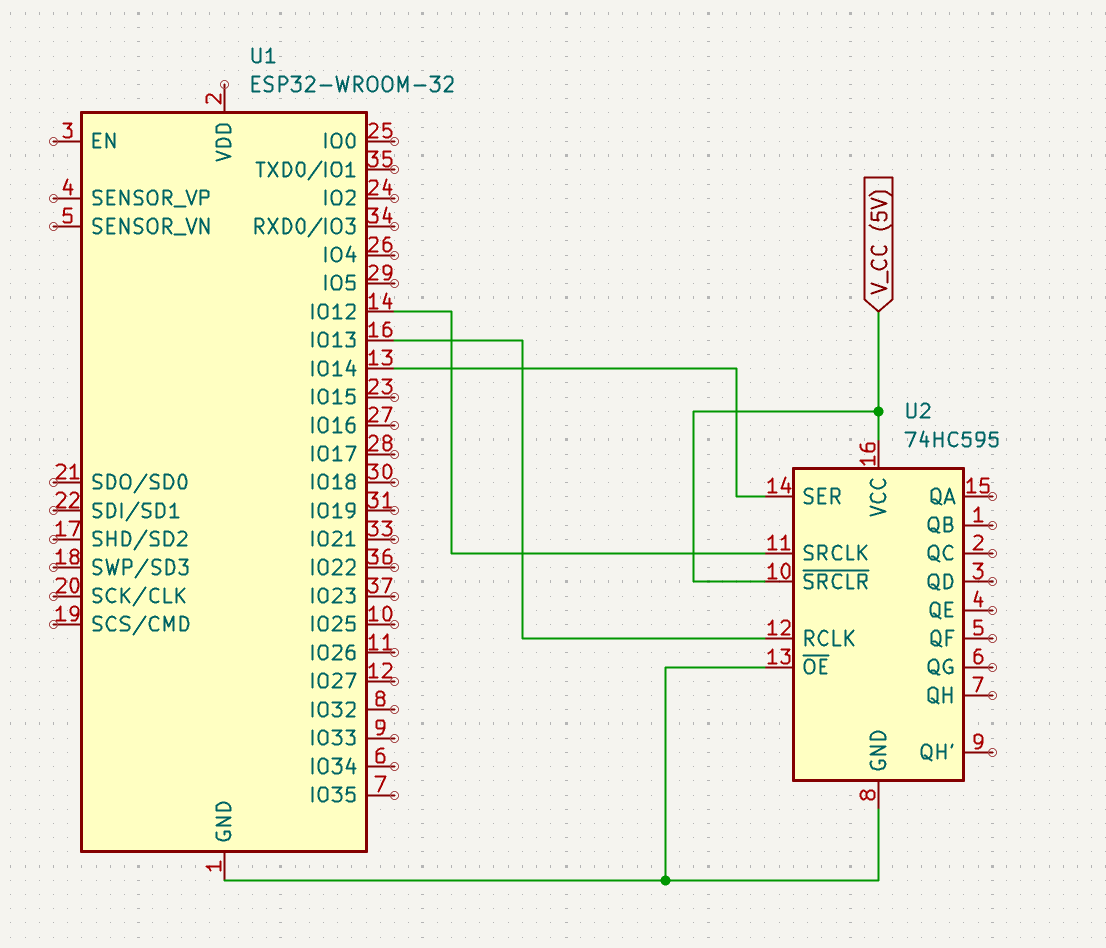 U1
ESP32-WROOM-32
2
VDD
3 EN
4 SENSOR_VP
5 SENSOR_VN
21 SDO/SD0
22 SDI/SD1
17 SHD/SD2
18 SWP/SD3
20 SCK/CLK
19 SCS/CMD
IO0 25
TXD0/IO1 35
IO2 24
RXD0/IO3 34
IO4 26
IO5 29
IO12 14
IO13 16
IO14 13
IO15 23
IO16 27
IO17 28
IO18 30
IO19 31
IO21 33
IO22 36
IO23 37
IO25 10
IO26 11
IO27 12
IO32 8
IO33 9
IO34 6
IO35 7
GND
1
V_CC (5V)
U2
74HC595
16
VCC
14 SER
11 SRCLK
10 SRCLR
12 RCLK
13 OE
QA 15
QB 1
QC 2
QD 3
QE 4
QF 5
QG 6
QH 7
QH' 9
GND
8